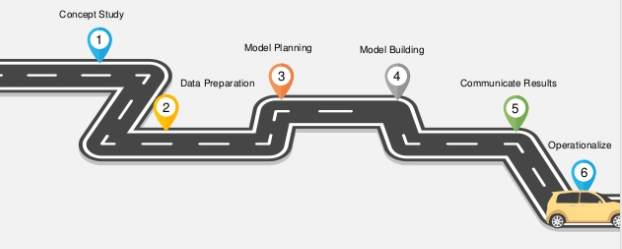 Concept Study
1
Data Preparation
2
Model Planning
3
Model Building
4
Communicate Results
5
Operationalize
6